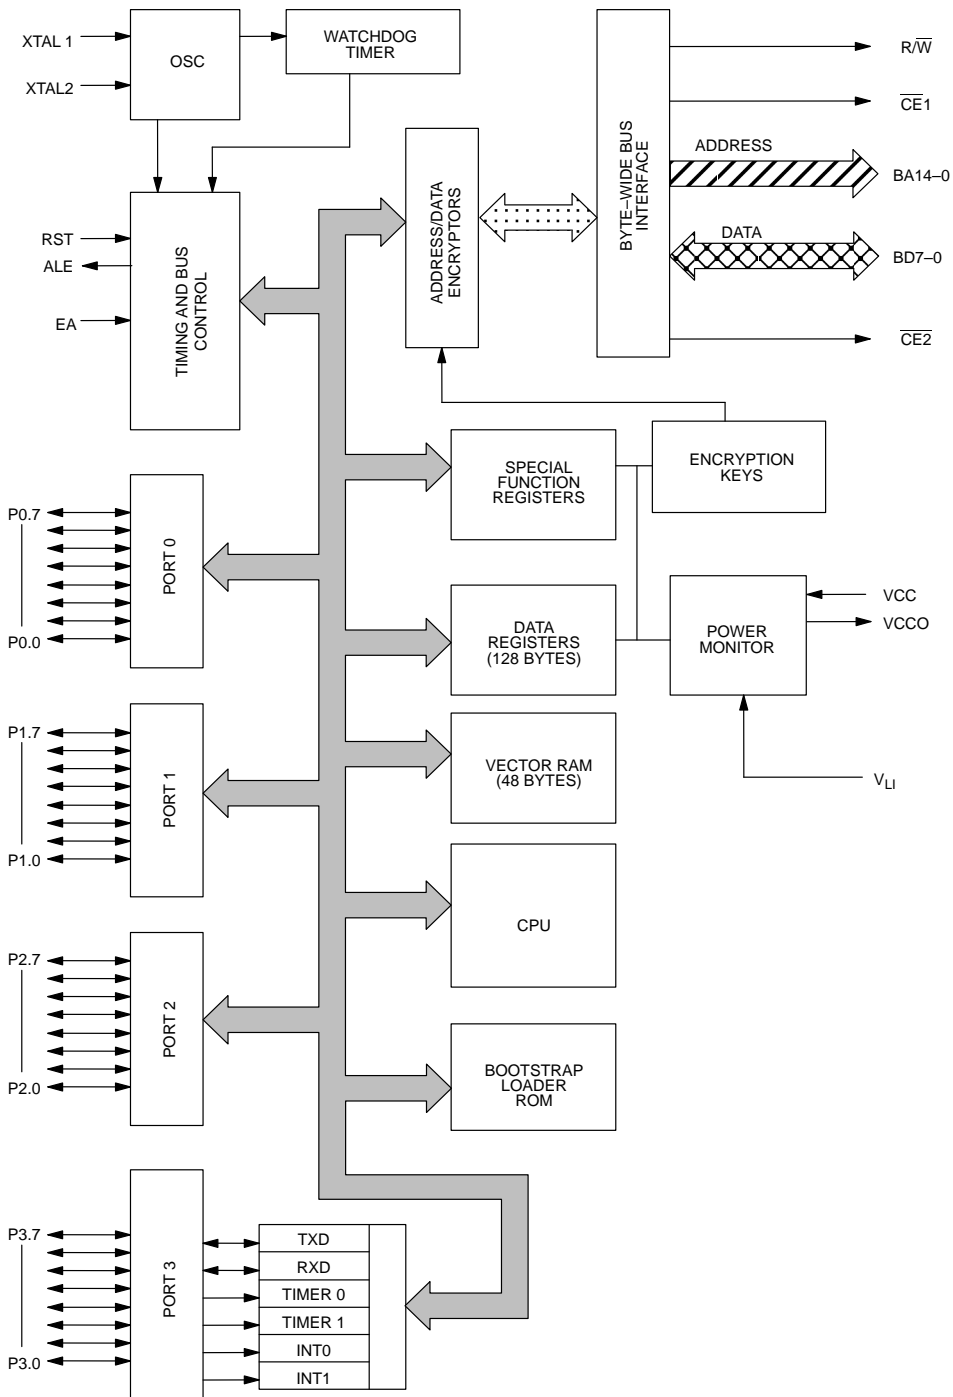 XTAL 1
XTAL2
OSC
WATCHDOG
TIMER
RST
ALE
EA
TIMING AND BUS
CONTROL
ADDRESS/DATA
ENCRYPTORS
BYTE–WIDE BUS
INTERFACE
R/W̅
C̅E̅1
ADDRESS
BA14–0
DATA
BD7–0
C̅E̅2̅
SPECIAL
FUNCTION
REGISTERS
ENCRYPTION
KEYS
P0.7
P0.0
PORT 0
DATA
REGISTERS
(128 BYTES)
POWER
MONITOR
VCC
VCCO
VLI
P1.7
P1.0
PORT 1
VECTOR RAM
(48 BYTES)
CPU
P2.7
P2.0
PORT 2
BOOTSTRAP
LOADER
ROM
P3.7
P3.0
PORT 3
TXD
RXD
TIMER 0
TIMER 1
INT0
INT1